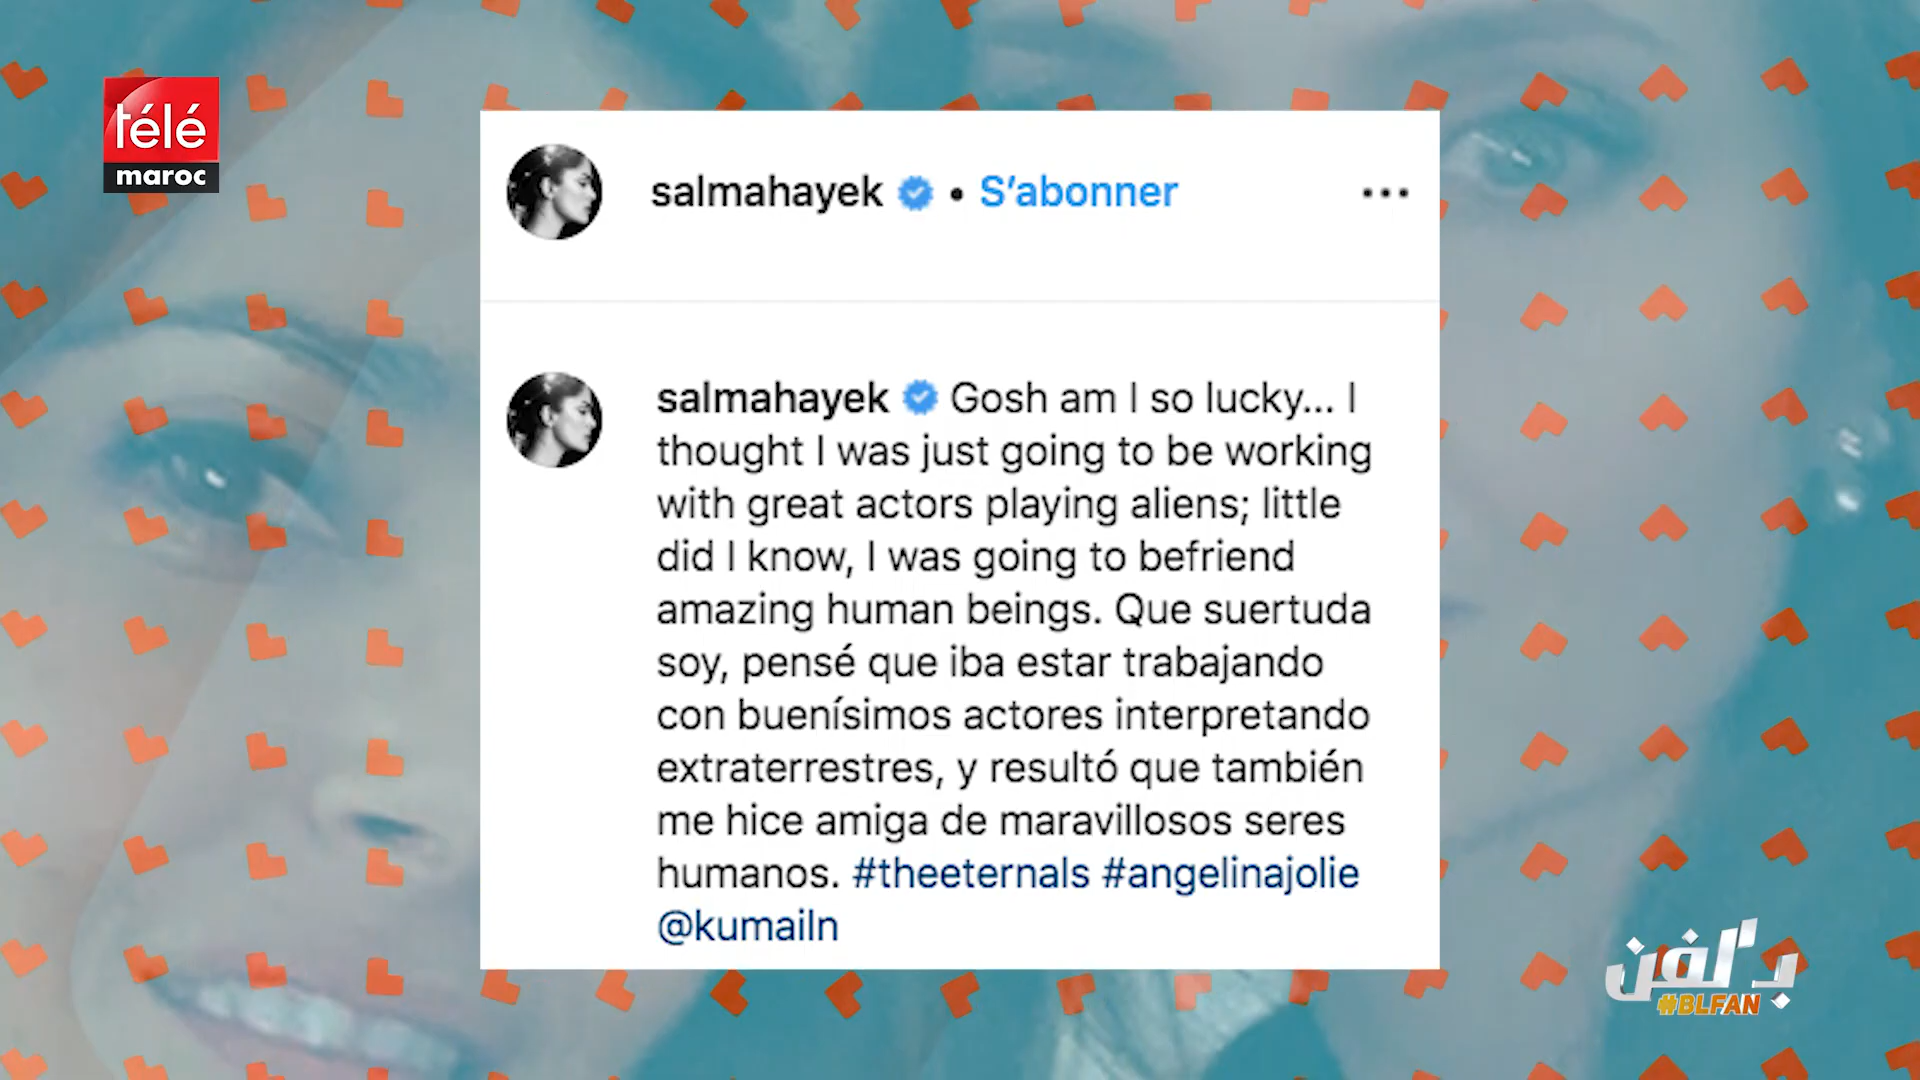 télé
maroc
salmahayek • S'abonner •••
salmahayek Gosh am I so lucky... I
thought I was just going to be working
with great actors playing aliens; little
did I know, I was going to befriend
amazing human beings. Que suertuda
soy, pensé que iba estar trabajando
con buenísimos actores interpretando
extraterrestres, y resultó que también
me hice amiga de maravillosos seres
humanos. #theeternals #angelinajolie
@kumailn
بـلفن
#BLFAN